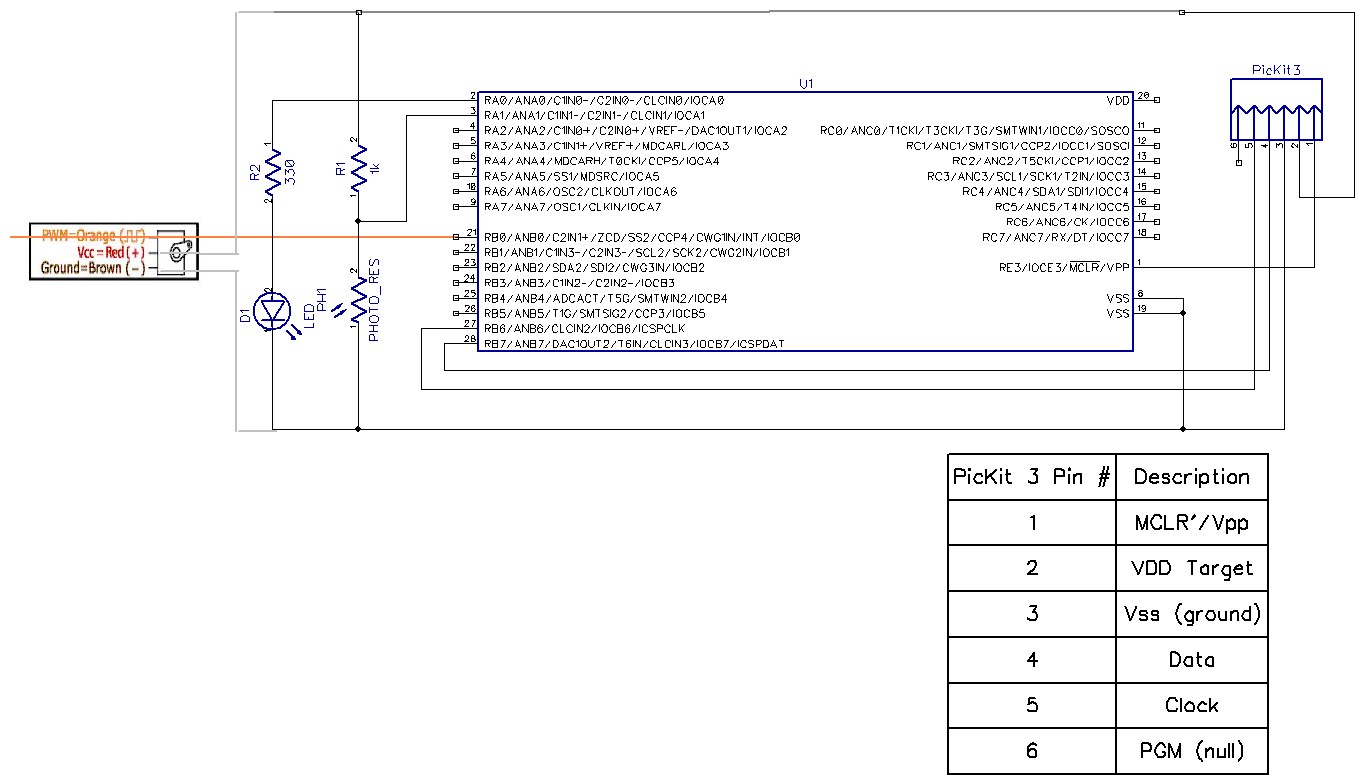 U1
PicKit3
2 RA0/ANA0/C1IN0-/C2IN0-/CLCIN0/IOCA0
3 RA1/ANA1/C1IN1-/C2IN1-/CLCIN1/IOCA1
4 RA2/ANA2/C1IN0+/C2IN0+/VREF-/DAC1OUT1/IOCA2
5 RA3/ANA3/C1IN1+/VREF+/MDCARL/IOCA3
6 RA4/ANA4/MDCARH/T0CKI/CCP5/IOCA4
7 RA5/ANA5/SS1/MDSRC/IOCA5
10 RA6/ANA6/OSC2/CLKOUT/IOCA6
9 RA7/ANA7/OSC1/CLKIN/IOCA7
21 RB0/ANB0/C2IN1+/ZCD/SS2/CCP4/CWG1IN/INT/IOCB0
22 RB1/ANB1/C1IN3-/C2IN3-/SCL2/SCK2/CWG2IN/IOCB1
23 RB2/ANB2/SDA2/SDI2/CWG3IN/IOCB2
24 RB3/ANB3/C1IN2-/C2IN2-/IOCB3
25 RB4/ANB4/ADCACT/T5G/SMTWIN2/IOCB4
26 RB5/ANB5/T1G/SMTSIG2/CCP3/IOCB5
27 RB6/ANB6/CLCIN2/IOCB6/ICSPCLK
28 RB7/ANB7/DAC1OUT2/T6IN/CLCIN3/IOCB7/ICSPDAT
VDD 20
RC0/ANC0/T1CKI/T3CKI/T3G/SMTWIN1/IOCC0/SOSCO 11
RC1/ANC1/SMTSIG1/CCP2/IOCC1/SOSCI 12
RC2/ANC2/T5CKI/CCP1/IOCC2 13
RC3/ANC3/SCL1/SCK1/T2IN/IOCC3 14
RC4/ANC4/SDA1/SDI1/IOCC4 15
RC5/ANC5/T4IN/IOCC5 16
RC6/ANC6/CK/IOCC6 17
RC7/ANC7/RX/DT/IOCC7 18
RE3/IOCE3/MCLR/VPP 1
VSS 8
VSS 19
6 5 4 3 2 1
R2
330
1
2
R1
1k
2
1
PWM=Orange
Vcc=Red(+)
Ground=Brown (-)
D1
LED
2
1
PH1
PHOTO_RES
2
1
PicKit 3 Pin # Description
1 MCLR'/Vpp
2 VDD Target
3 Vss (ground)
4 Data
5 Clock
6 PGM (null)